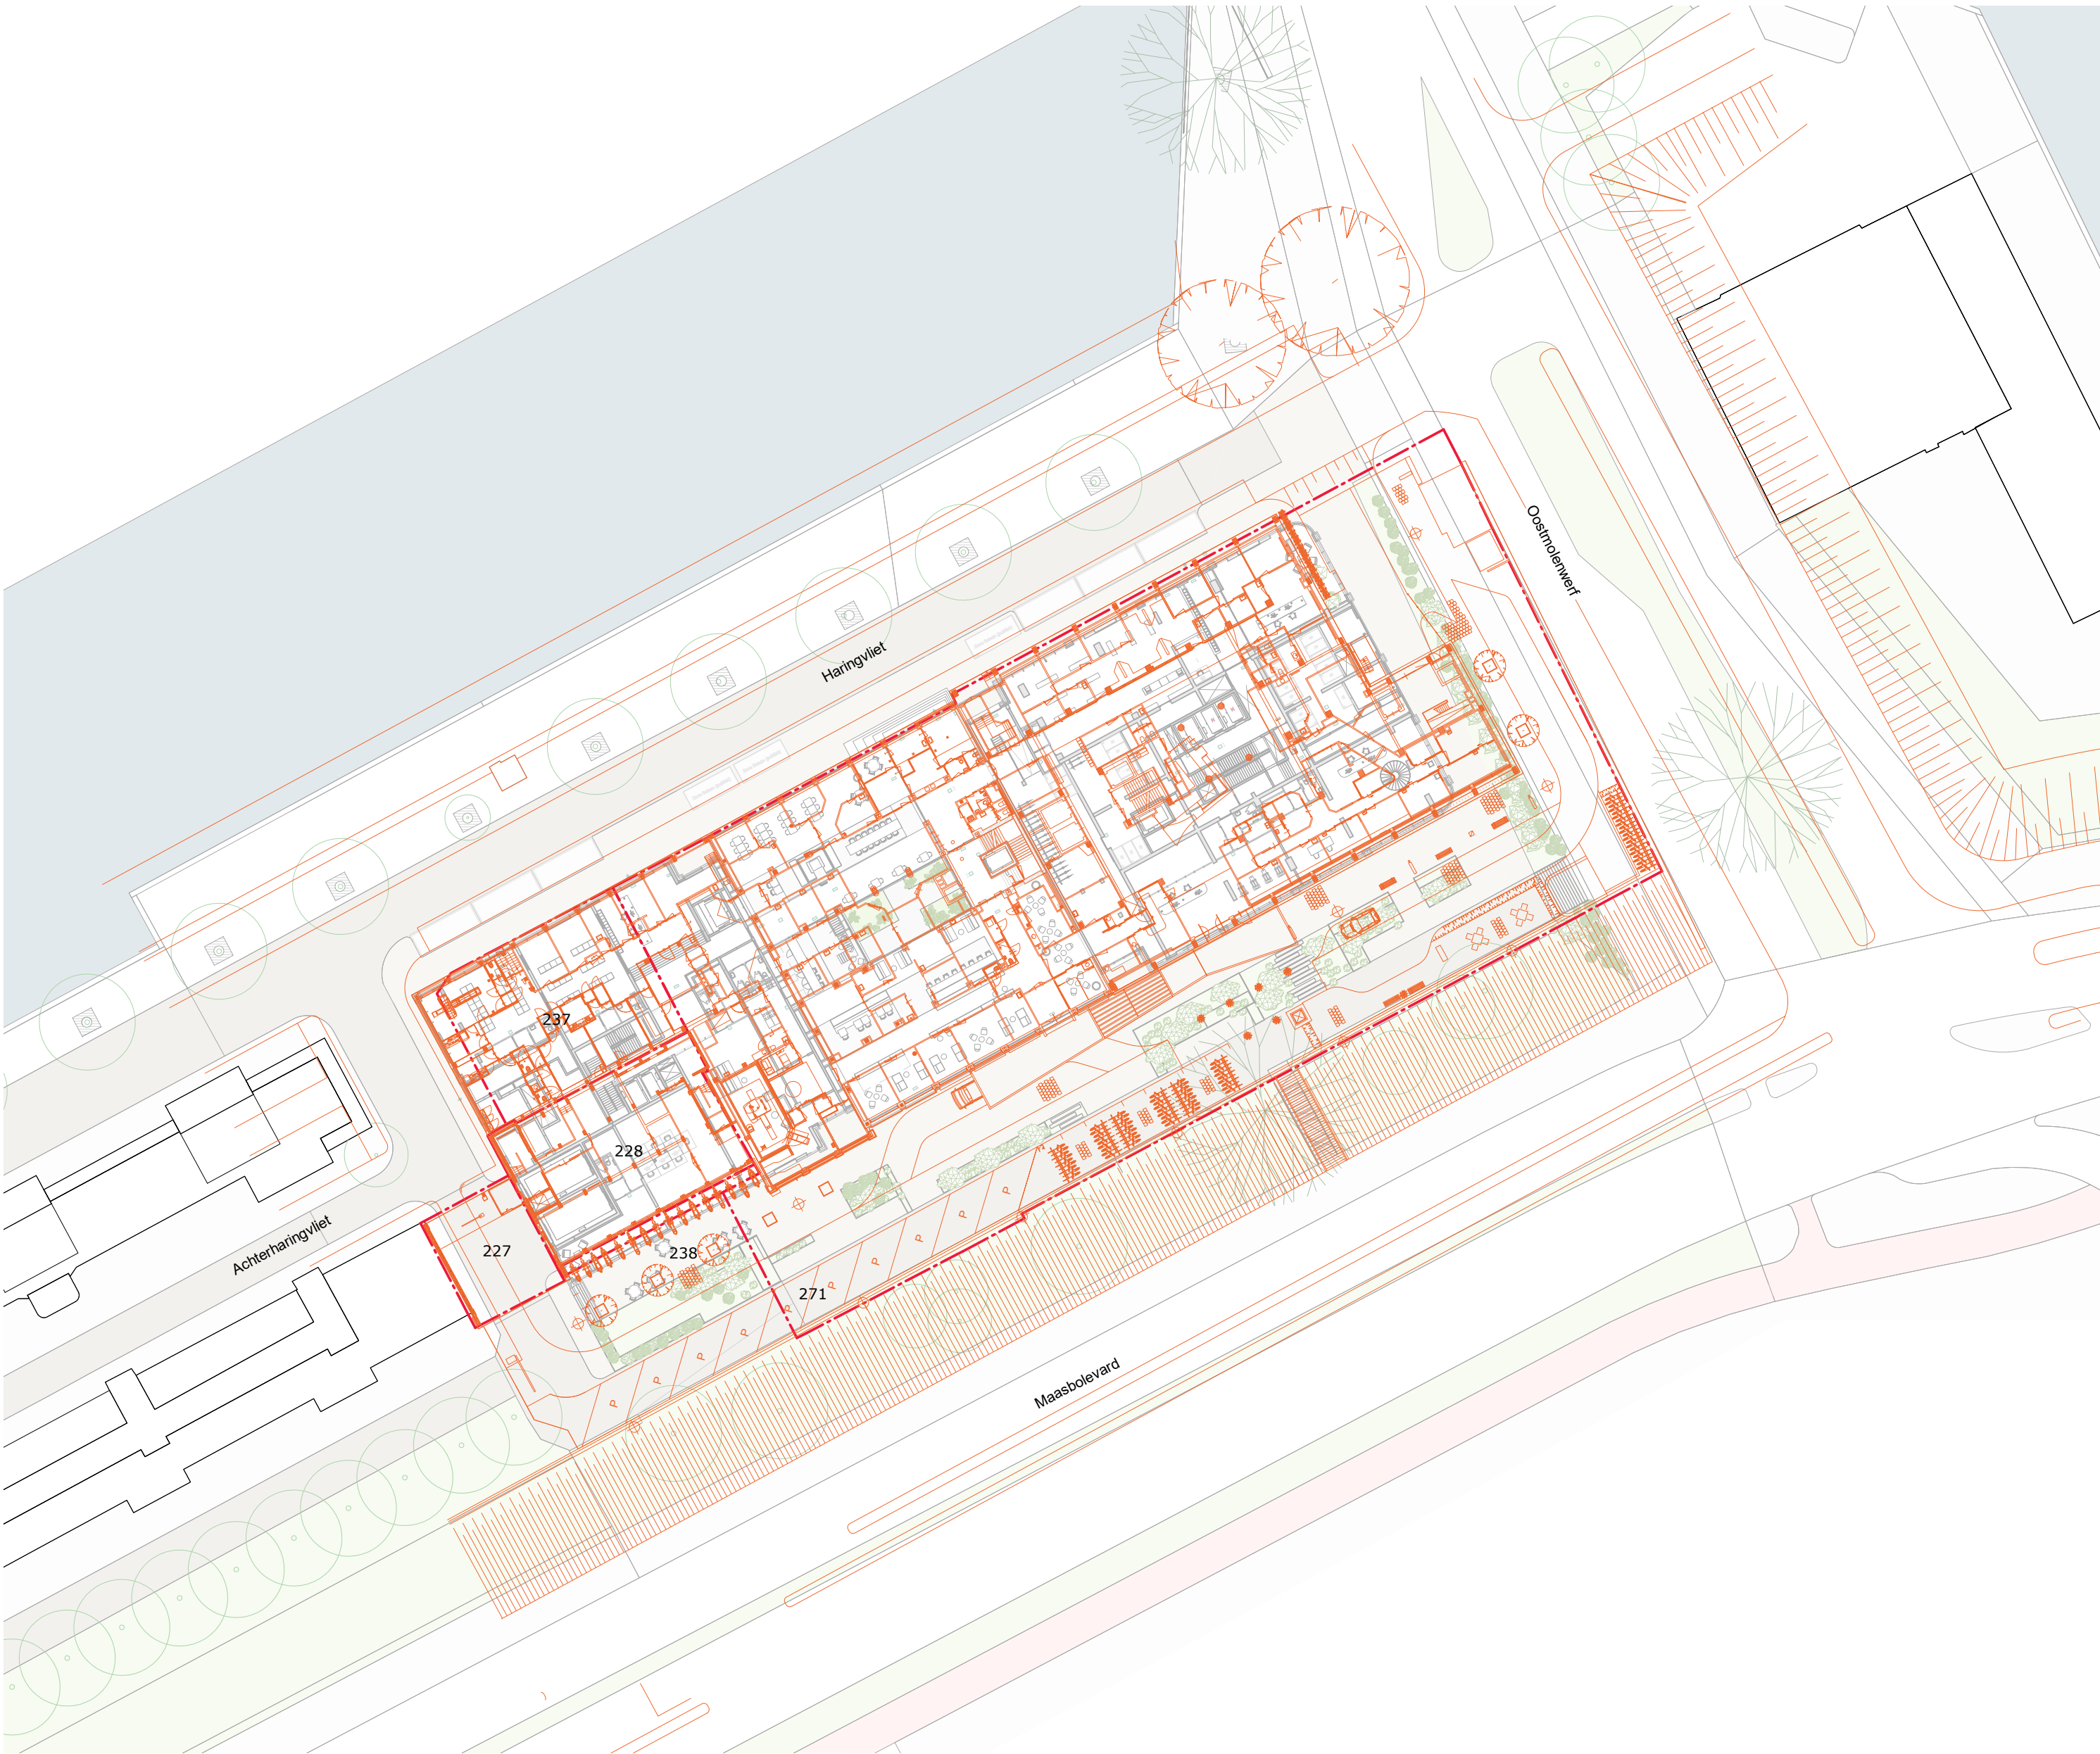 Oostmolenwerf
Haringvliet
237
228
Achterharingvliet
227
238
271
P
P
P
P
P
P
P
P
P
P
Maasbolevard